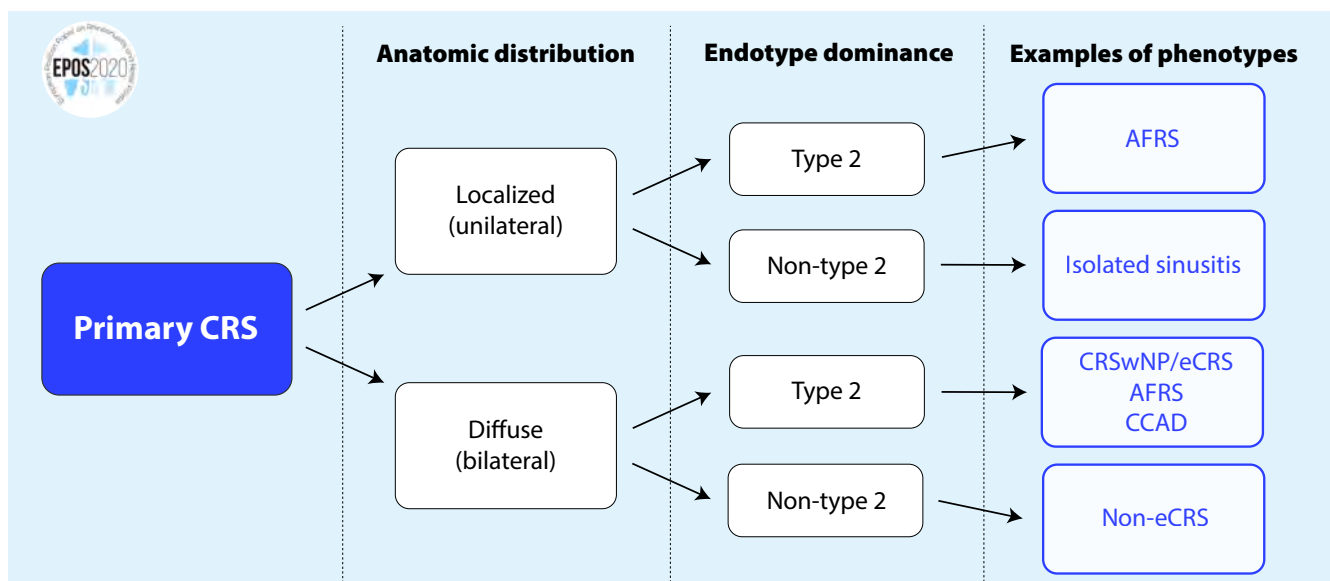 EPOS2020
Anatomic distribution
Endotype dominance
Examples of phenotypes
Primary CRS
Localized
(unilateral)
Diffuse
(bilateral)
Type 2
Non-type 2
Type 2
Non-type 2
AFRS
Isolated sinusitis
CRSwNP/eCRS
AFRS
CCAD
Non-eCRS